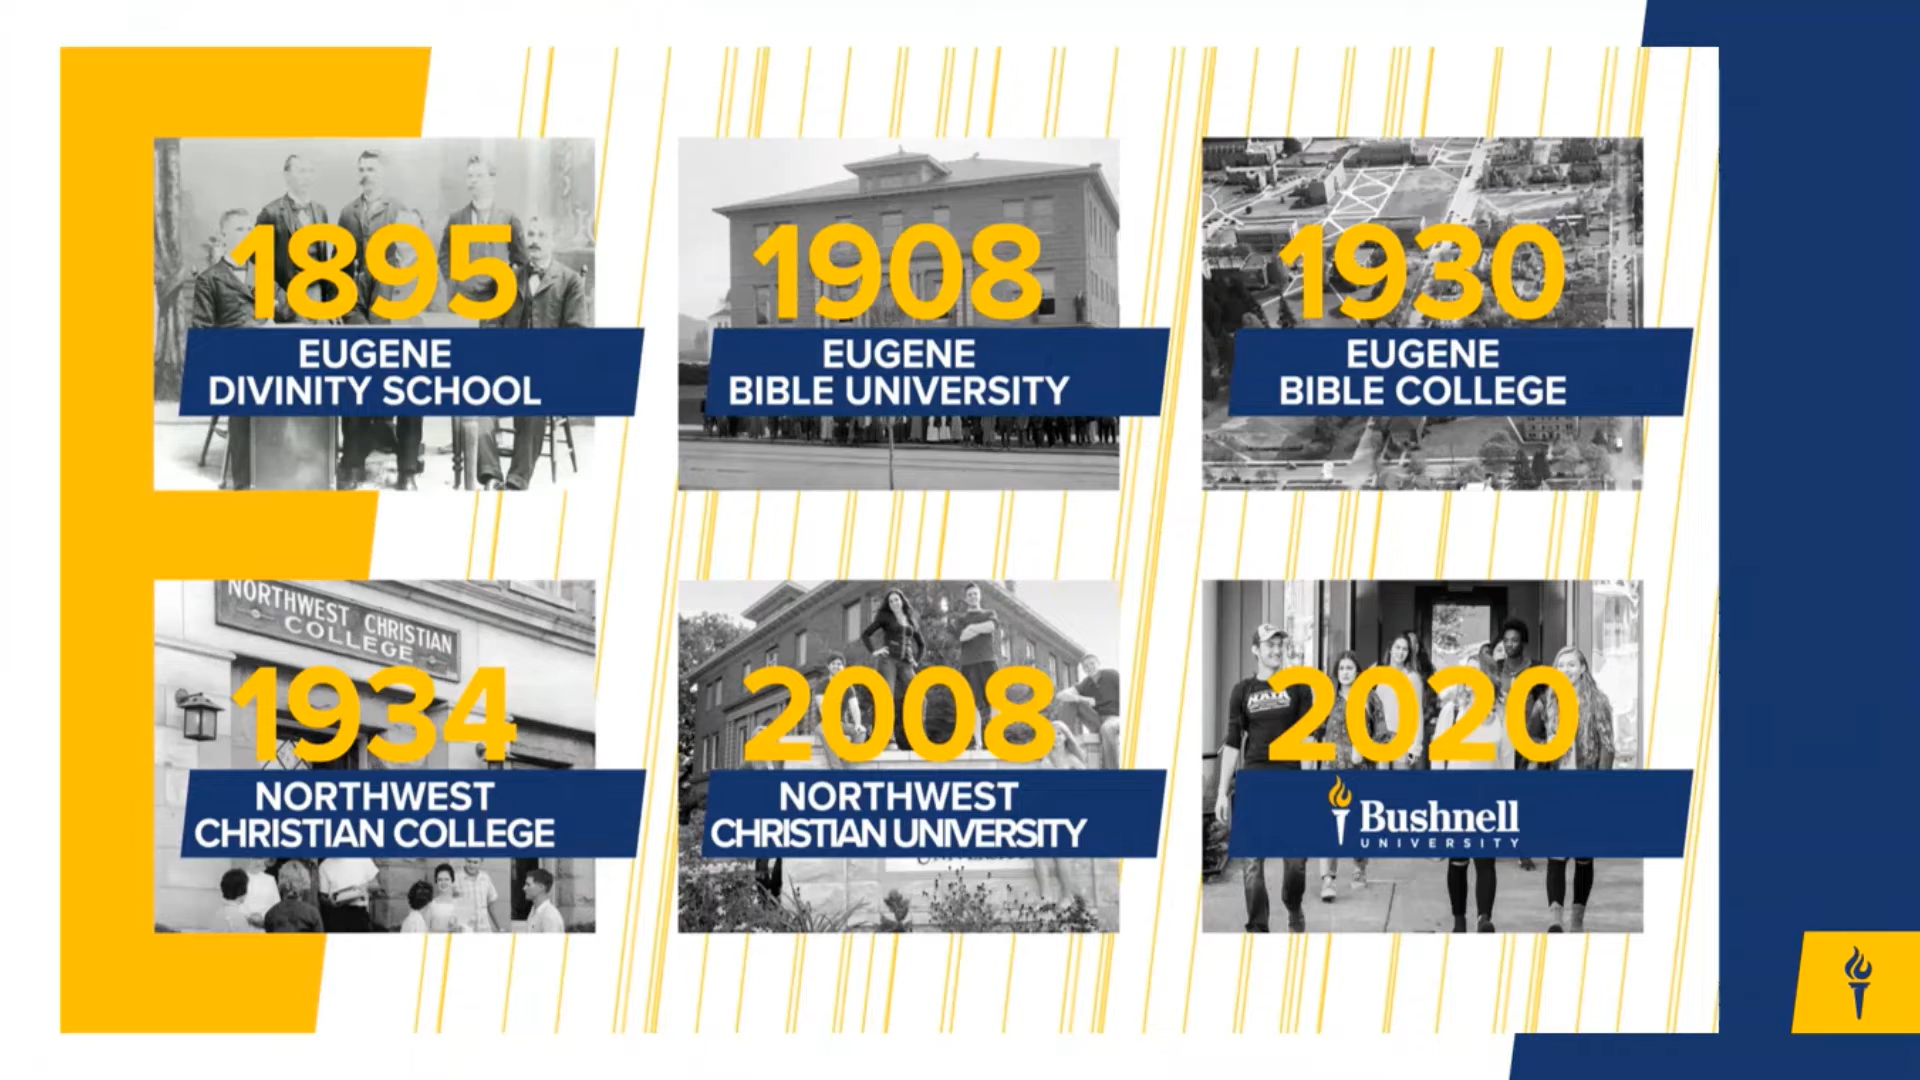 1895
EUGENE
DIVINITY SCHOOL
1908
EUGENE
BIBLE UNIVERSITY
1930
EUGENE
BIBLE COLLEGE
NORTHWEST CHRISTIAN
COLLEGE
1934
NORTHWEST
CHRISTIAN COLLEGE
2008
NORTHWEST
CHRISTIAN UNIVERSITY
2020
Bushnell
UNIVERSITY